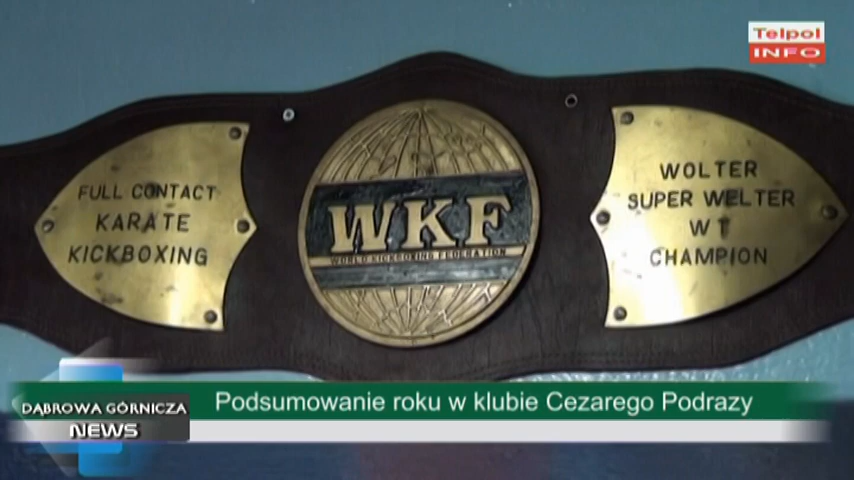 Telpol
INFO
FULL CONTACT
KARATE
KICKBOXING
WKF
WORLD KICKBOXING FEDERATION
WOLTER
SUPER WELTER
WT
CHAMPION
DĄBROWA GÓRNICZA
NEWS
Podsumowanie roku w klubie Cezarego Podrazy